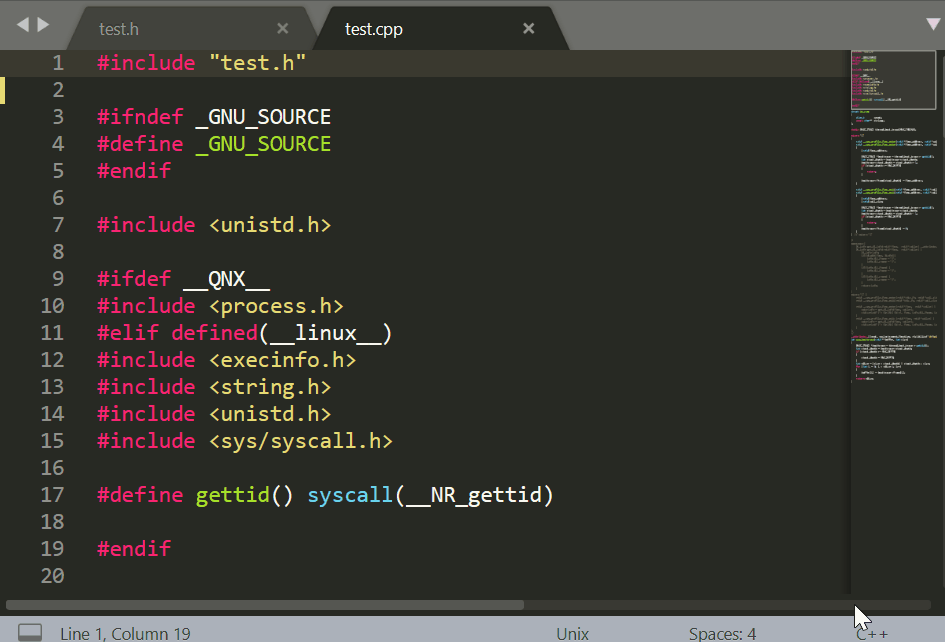 test.h
test.cpp
1 #include "test.h"
2
3 #ifndef _GNU_SOURCE
4 #define _GNU_SOURCE
5 #endif
6
7 #include <unistd.h>
8
9 #ifdef __QNX__
10 #include <process.h>
11 #elif defined(__linux__)
12 #include <execinfo.h>
13 #include <string.h>
14 #include <unistd.h>
15 #include <sys/syscall.h>
16
17 #define gettid() syscall(__NR_gettid)
18
19 #endif
20
Line 1, Column 19
Unix
Spaces: 4
C++